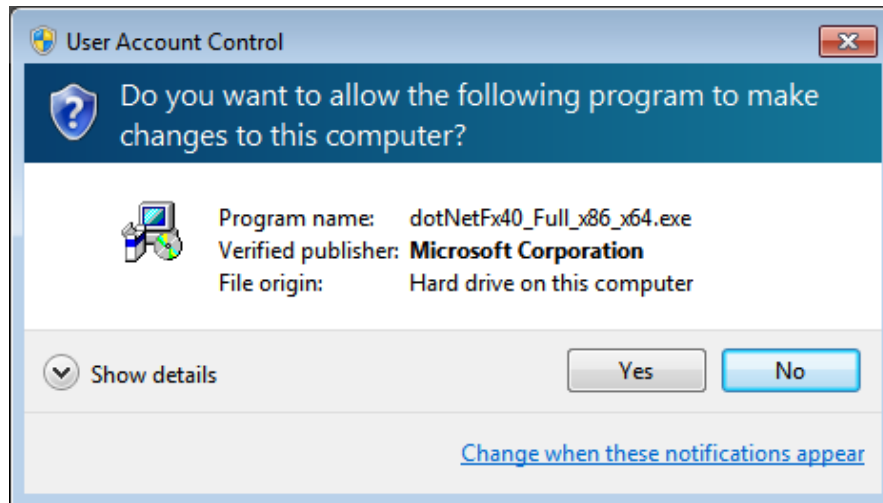 User Account Control
Do you want to allow the following program to make
changes to this computer?
Program name: dotNetFx40_Full_x86_x64.exe
Verified publisher: Microsoft Corporation
File origin: Hard drive on this computer
Show details
Yes
No
Change when these notifications appear